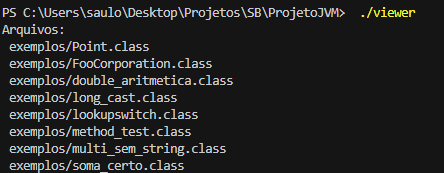 PS C:\Users\saulo\Desktop\Projetos\SB\ProjetoJVM> ./viewer
Arquivos:
exemplos/Point.class
exemplos/FooCorporation.class
exemplos/double_aritmetica.class
exemplos/long_cast.class
exemplos/lookupswitch.class
exemplos/method_test.class
exemplos/multi_sem_string.class
exemplos/soma_certo.class